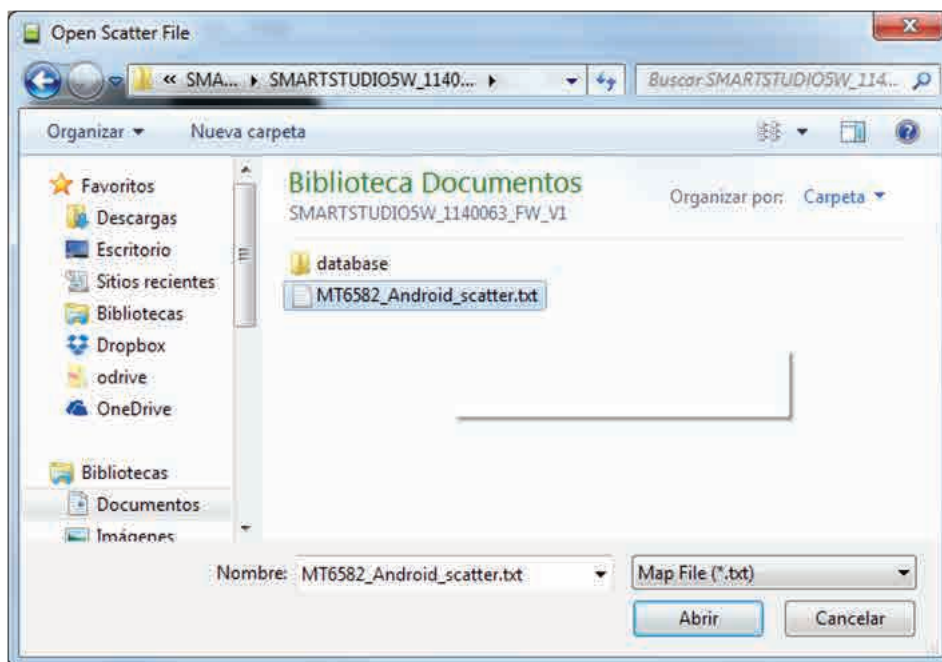 Open Scatter File
« SMA... SMARTSTUDIO5W_1140... Buscar SMARTSTUDIO5W_114...
Organizar Nueva carpeta
Favoritos
Descargas
Escritorio
Sitios recientes
Bibliotecas
Dropbox
odrive
OneDrive
Bibliotecas
Documentos
Imágenes
Biblioteca Documentos
SMARTSTUDIO5W_1140063_FW_V1
Organizar por: Carpeta
database
MT6582_Android_scatter.txt
Nombre: MT6582_Android_scatter.txt Map File (*.txt)
Abrir Cancelar